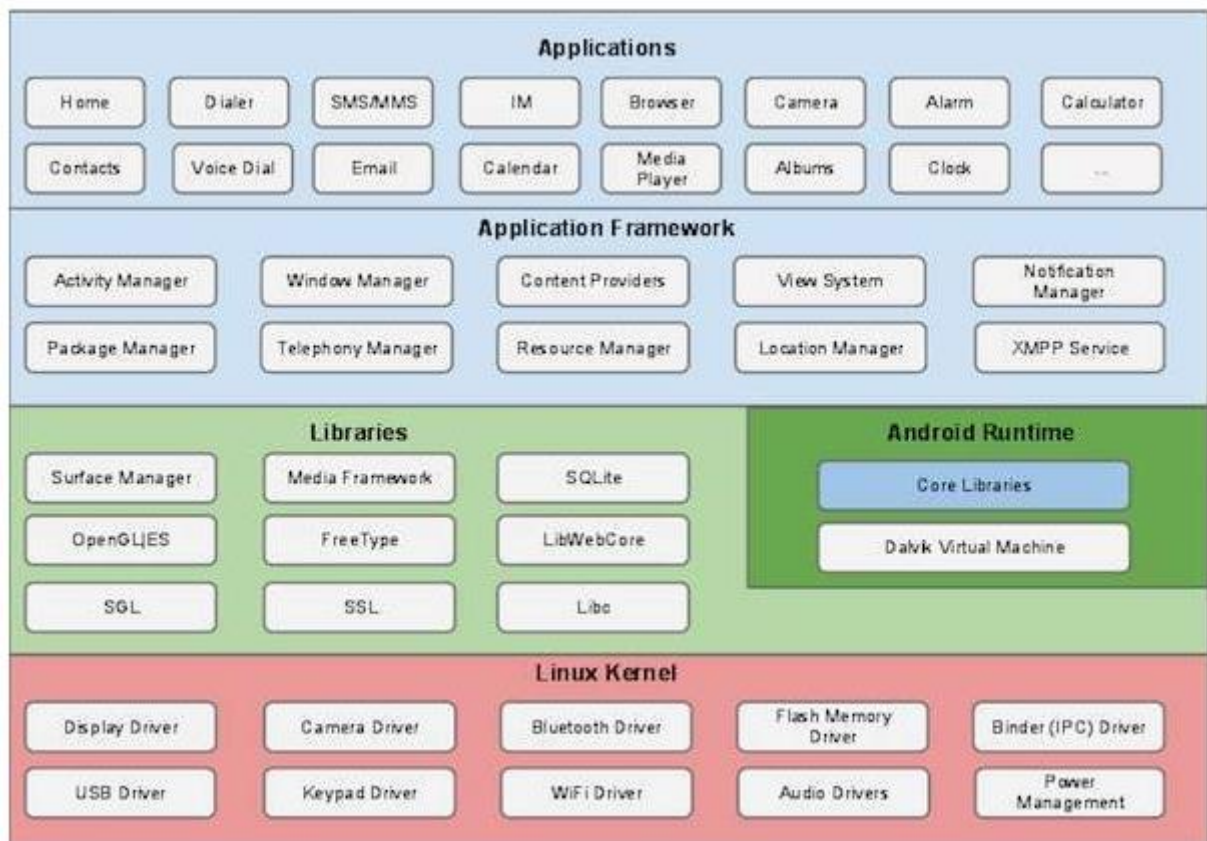 Applications
Home
Dialer
SMS/MMS
IM
Browser
Camera
Alarm
Calculator
Contacts
Voice Dial
Email
Calendar
Media
Player
Albums
Clock
...
Application Framework
Activity Manager
Window Manager
Content Providers
View System
Notification
Manager
Package Manager
Telephony Manager
Resource Manager
Location Manager
XMPP Service
Libraries
Surface Manager
Media Framework
SQLite
OpenGL|ES
FreeType
LibWebCore
SGL
SSL
Libc
Android Runtime
Core Libraries
Dalvik Virtual Machine
Linux Kernel
Display Driver
Camera Driver
Bluetooth Driver
Flash Memory
Driver
Binder (IPC) Driver
USB Driver
Keypad Driver
WiFi Driver
Audio Drivers
Power
Management